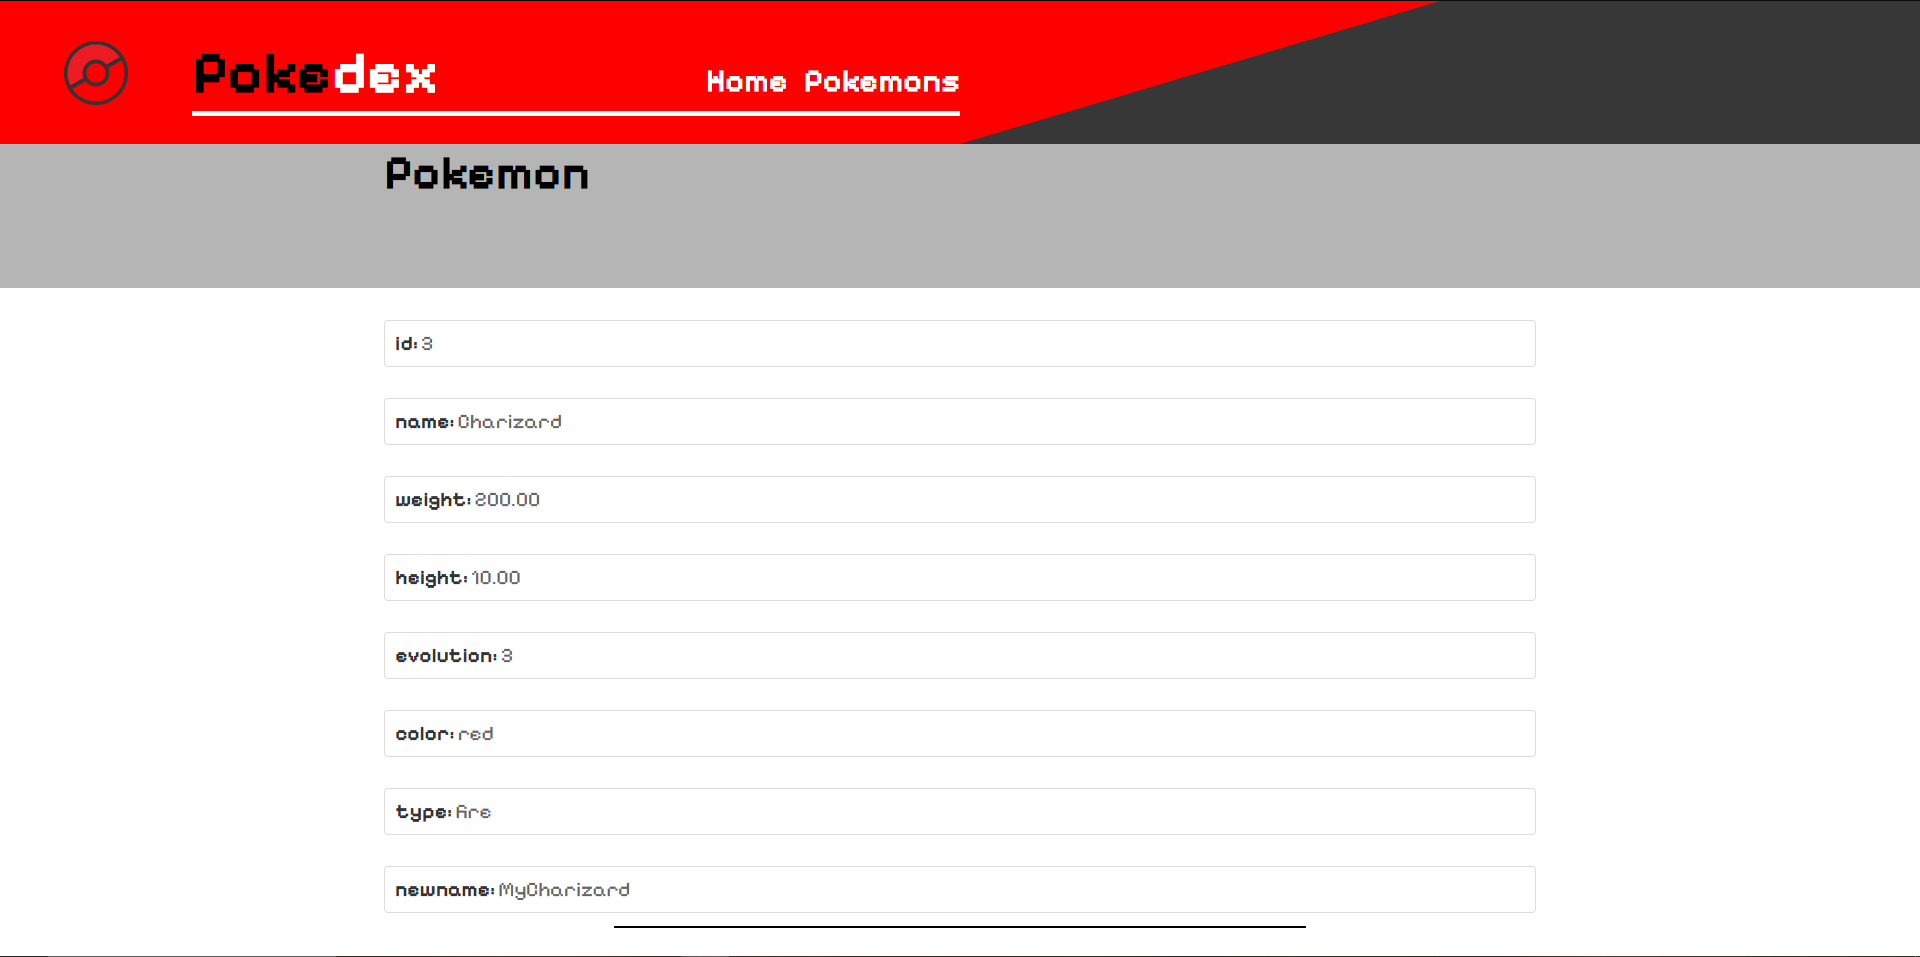 Pokedex
Home Pokemons
Pokemon
id: 3
name: Charizard
weight: 200.00
height: 10.00
evolution: 3
color: red
type: fire
newname: MyCharizard